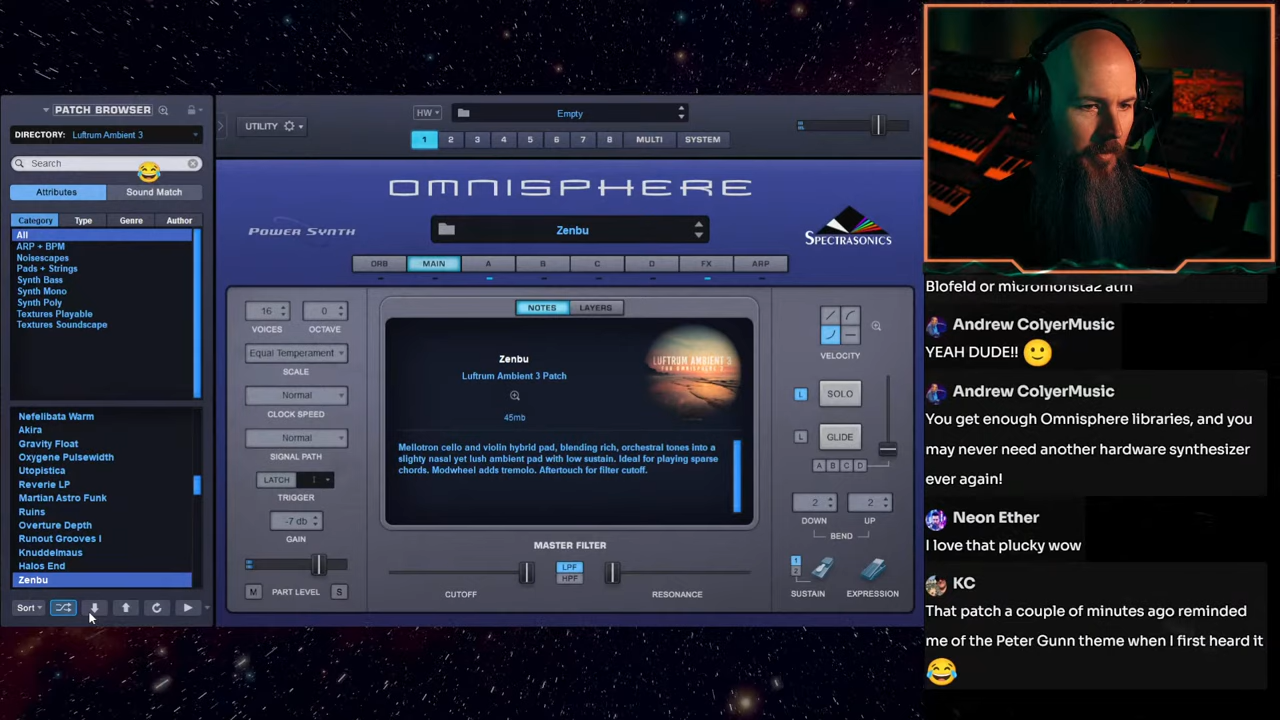 PATCH BROWSER
DIRECTORY: Luftrum Ambient 3
Search
Attributes
Sound Match
Category Type Genre Author
All
ARP + BPM
Noisescapes
Pads + Strings
Synth Bass
Synth Mono
Synth Poly
Textures Playable
Textures Soundscape
Nefelibata Warm
Akira
Gravity Float
Oxygene Pulsewidth
Utopistica
Reverie LP
Martian Astro Funk
Ruins
Overture Depth
Runout Grooves I
Knuddelmaus
Halos End
Zenbu
Sort
UTILITY
HW
Empty
1 2 3 4 5 6 7 8 MULTI SYSTEM
OMNISPHERE
POWER SYNTH
Zenbu
SPECTRASONICS
ORB MAIN A B C D FX ARP
16 0
VOICES OCTAVE
Equal Temperament
SCALE
Normal
CLOCK SPEED
Normal
SIGNAL PATH
LATCH 1
TRIGGER
-7 db
GAIN
M PART LEVEL S
NOTES LAYERS
Zenbu
Luftrum Ambient 3 Patch
45mb
LUFTRUM AMBIENT 3
FOR OMNISPHERE 2
Mellotron cello and violin hybrid pad, blending rich, orchestral tones into a
slighty nasal yet lush ambient pad with low sustain. Ideal for playing sparse
chords. Modwheel adds tremolo. Aftertouch for filter cutoff.
MASTER FILTER
LPF
HPF
CUTOFF RESONANCE
VELOCITY
L SOLO
L GLIDE
A B C D
2 2
DOWN UP
BEND
1
2
SUSTAIN EXPRESSION
Blofeld or micromonsta2 atm
Andrew ColyerMusic
YEAH DUDE!! 🙂
Andrew ColyerMusic
You get enough Omnisphere libraries, and you
may never need another hardware synthesizer
ever again!
Neon Ether
I love that plucky wow
KC
That patch a couple of minutes ago reminded
me of the Peter Gunn theme when I first heard it
😂